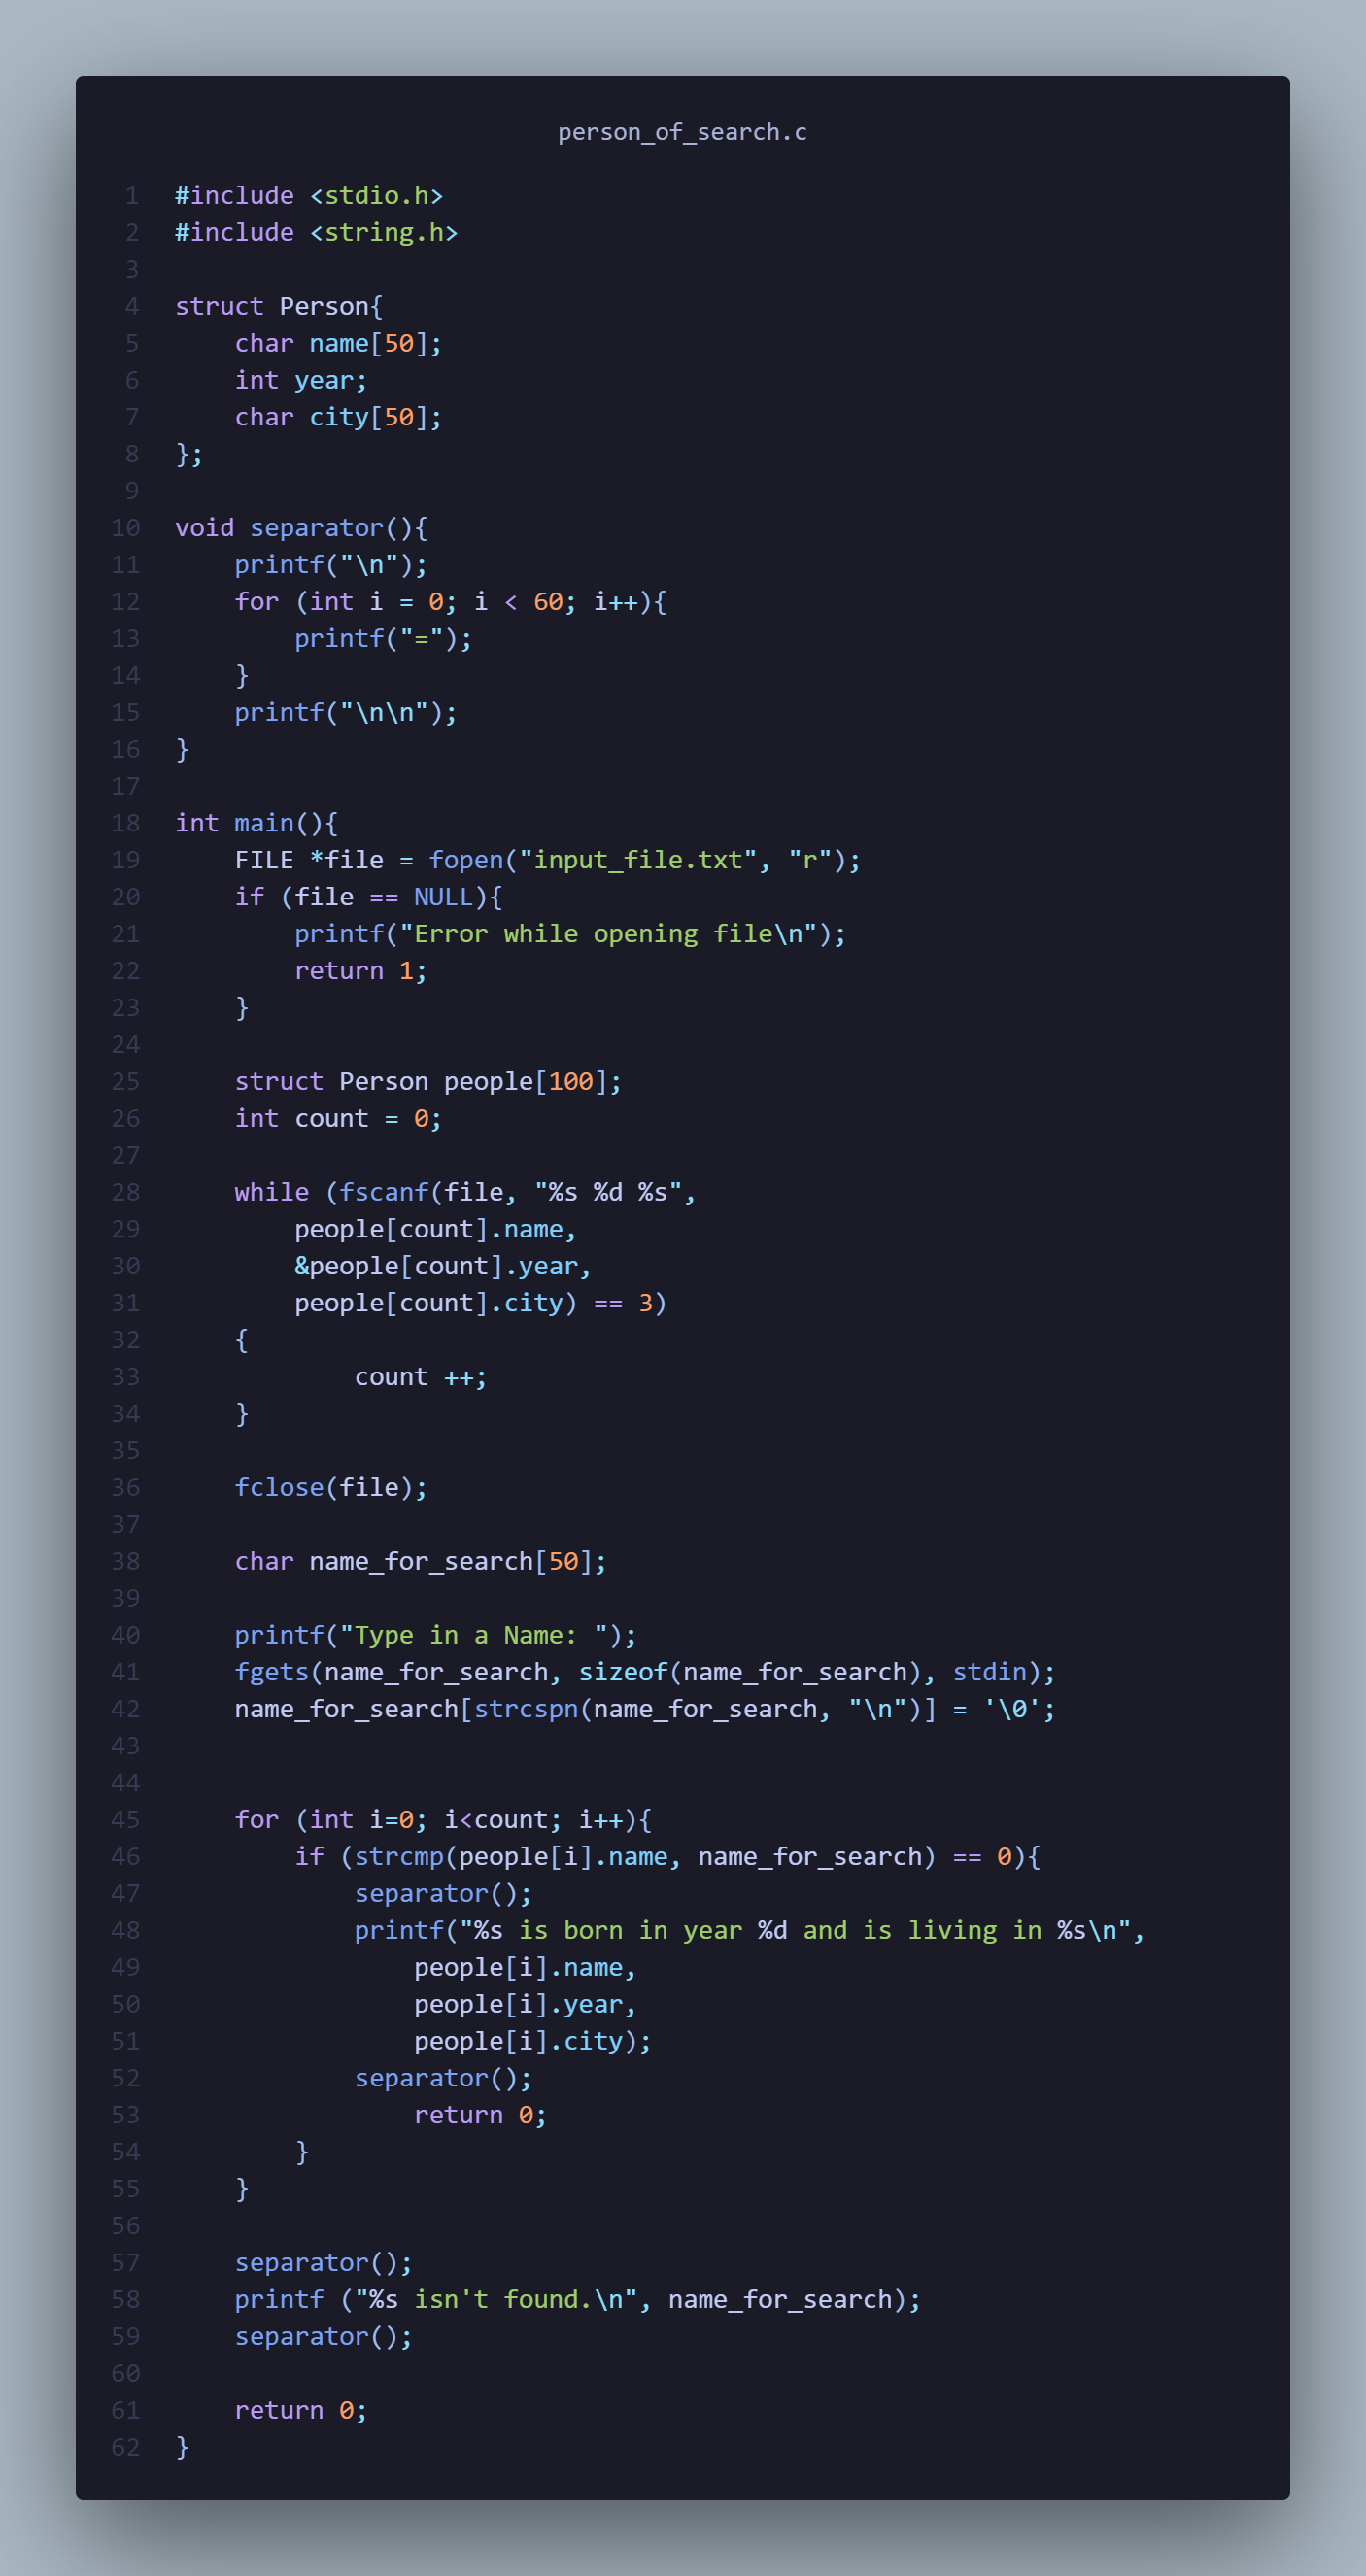 person_of_search.c
1 #include <stdio.h>
2 #include <string.h>
3
4 struct Person{
5     char name[50];
6     int year;
7     char city[50];
8 };
9
10 void separator(){
11     printf("\n");
12     for (int i = 0; i < 60; i++){
13         printf("=");
14     }
15     printf("\n\n");
16 }
17
18 int main(){
19     FILE *file = fopen("input_file.txt", "r");
20     if (file == NULL){
21         printf("Error while opening file\n");
22         return 1;
23     }
24
25     struct Person people[100];
26     int count = 0;
27
28     while (fscanf(file, "%s %d %s",
29         people[count].name,
30         &people[count].year,
31         people[count].city) == 3)
32     {
33             count ++;
34     }
35
36     fclose(file);
37
38     char name_for_search[50];
39
40     printf("Type in a Name: ");
41     fgets(name_for_search, sizeof(name_for_search), stdin);
42     name_for_search[strcspn(name_for_search, "\n")] = '\0';
43
44
45     for (int i=0; i<count; i++){
46         if (strcmp(people[i].name, name_for_search) == 0){
47             separator();
48             printf("%s is born in year %d and is living in %s\n",
49                 people[i].name,
50                 people[i].year,
51                 people[i].city);
52             separator();
53                 return 0;
54         }
55     }
56
57     separator();
58     printf ("%s isn't found.\n", name_for_search);
59     separator();
60
61     return 0;
62 }